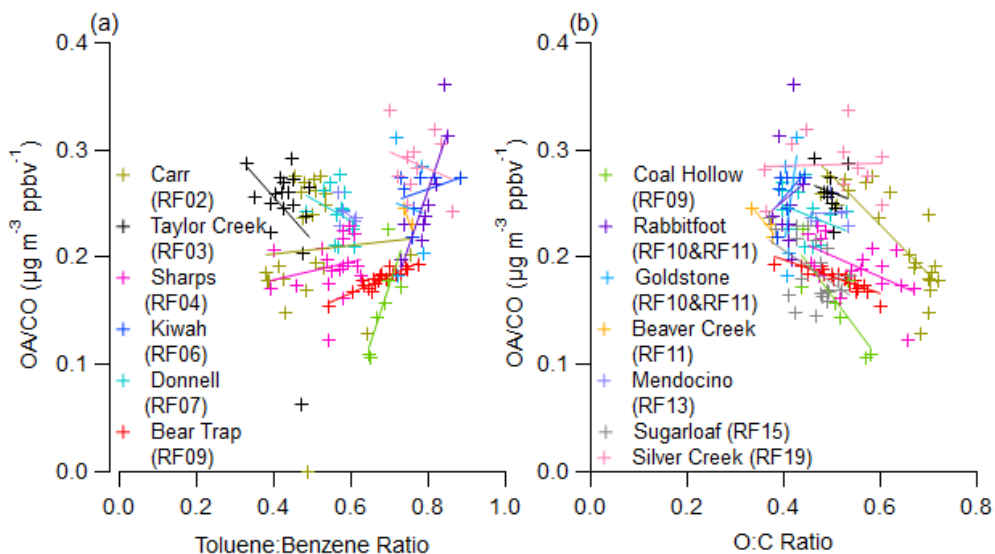 (a)
0.4
0.3
0.2
0.1
0.0
OA/CO (µg m⁻³ ppbv⁻¹)
Carr
(RF02)
Taylor Creek
(RF03)
Sharps
(RF04)
Kiwah
(RF06)
Donnell
(RF07)
Bear Trap
(RF09)
0.0 0.2 0.4 0.6 0.8 1.0
Toluene:Benzene Ratio
(b)
0.4
0.3
0.2
0.1
0.0
OA/CO (µg m⁻³ ppbv⁻¹)
Coal Hollow
(RF09)
Rabbitfoot
(RF10&RF11)
Goldstone
(RF10&RF11)
Beaver Creek
(RF11)
Mendocino
(RF13)
Sugarloaf (RF15)
Silver Creek (RF19)
0.0 0.2 0.4 0.6 0.8
O:C Ratio